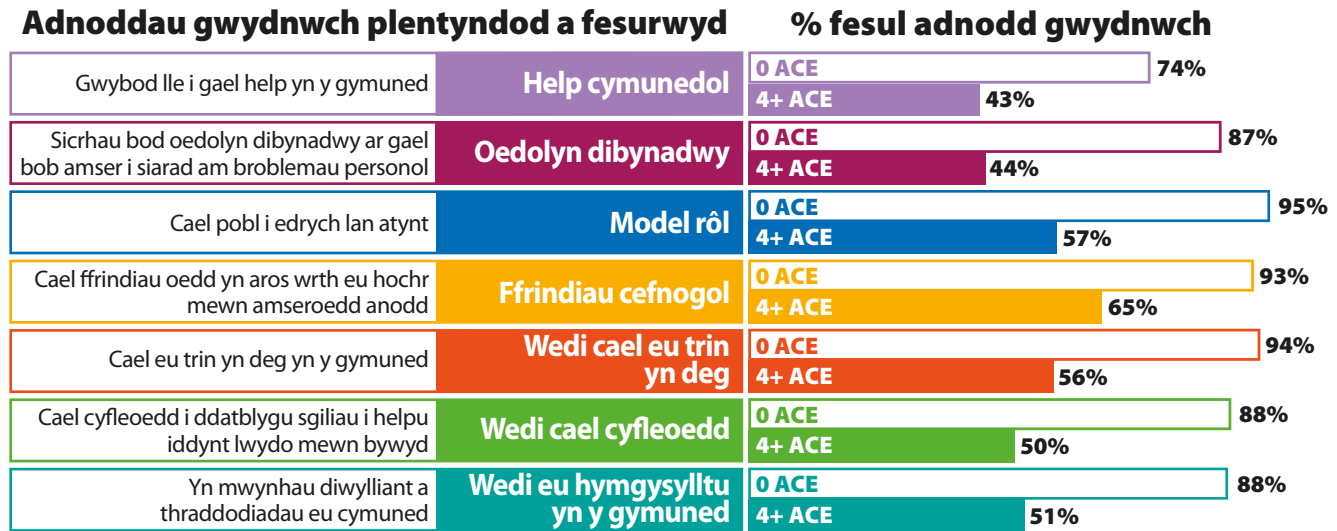 Adnoddau gwydnwch plentyndod a fesurwyd
% fesul adnodd gwydnwch
Gwybod lle i gael help yn y gymuned
Help cymunedol
0 ACE
74%
4+ ACE
43%
Sicrhau bod oedolyn dibynadwy ar gael
bob amser i siarad am broblemau personol
Oedolyn dibynadwy
0 ACE
87%
4+ ACE
44%
Cael pobl i edrych lan atynt
Model rôl
0 ACE
95%
4+ ACE
57%
Cael ffrindiau oedd yn aros wrth eu hochr
mewn amseroedd anodd
Ffrindiau cefnogol
0 ACE
93%
4+ ACE
65%
Cael eu trin yn deg yn y gymuned
Wedi cael eu trin
yn deg
0 ACE
94%
4+ ACE
56%
Cael cyfleoedd i ddatblygu sgiliau i helpu
iddynt lwydo mewn bywyd
Wedi cael cyfleoedd
0 ACE
88%
4+ ACE
50%
Yn mwynhau diwylliant a
thraddodiadau eu cymuned
Wedi eu hymgysylltu
yn y gymuned
0 ACE
88%
4+ ACE
51%